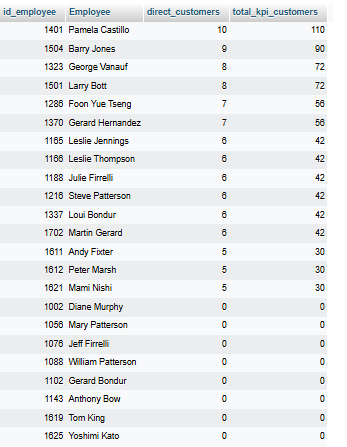 id_employee Employee direct_customers total_kpi_customers
1401 Pamela Castillo 10 110
1504 Barry Jones 9 90
1323 George Vanauf 8 72
1501 Larry Bott 8 72
1286 Foon Yue Tseng 7 56
1370 Gerard Hernandez 7 56
1165 Leslie Jennings 6 42
1166 Leslie Thompson 6 42
1188 Julie Firrelli 6 42
1216 Steve Patterson 6 42
1337 Loui Bondur 6 42
1702 Martin Gerard 6 42
1611 Andy Fixter 5 30
1612 Peter Marsh 5 30
1621 Mami Nishi 5 30
1002 Diane Murphy 0 0
1056 Mary Patterson 0 0
1076 Jeff Firrelli 0 0
1088 William Patterson 0 0
1102 Gerard Bondur 0 0
1143 Anthony Bow 0 0
1619 Tom King 0 0
1625 Yoshimi Kato 0 0